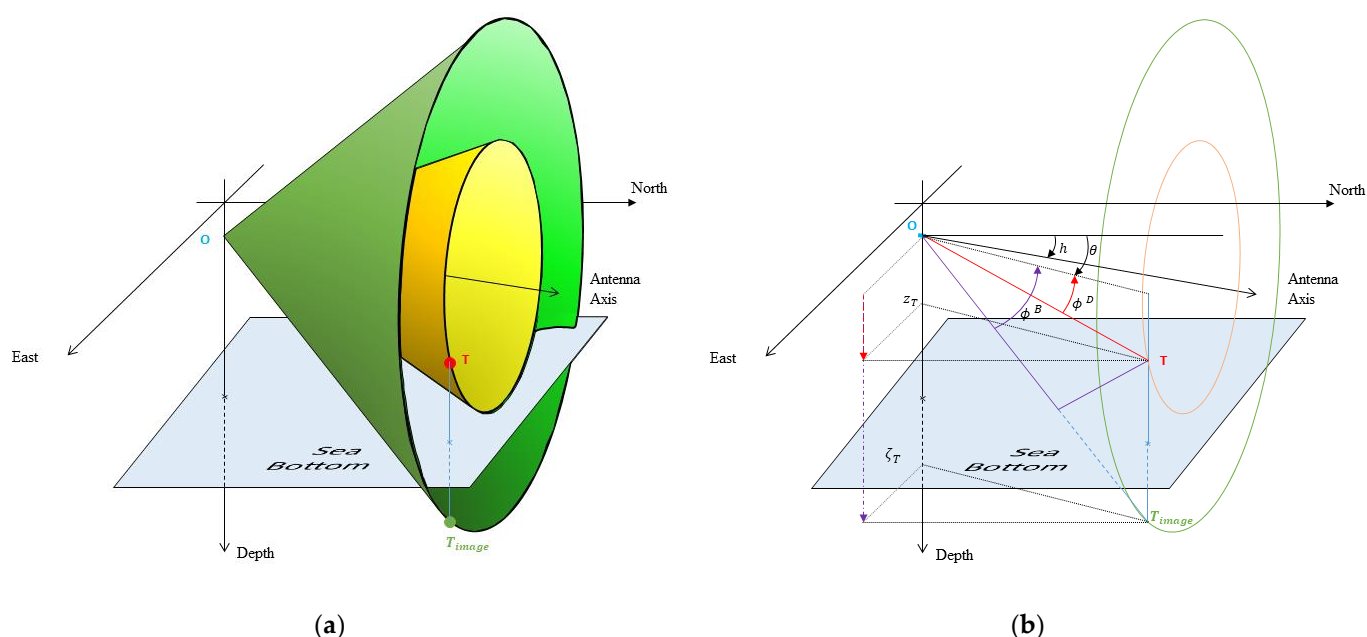 North
O
Antenna
Axis
T
East
Sea
Bottom
T_image
Depth
(a)
North
O
h
θ
Antenna
Axis
z_T
ϕ^B
ϕ^D
East
T
ζ_T
Sea
Bottom
T_image
Depth
(b)